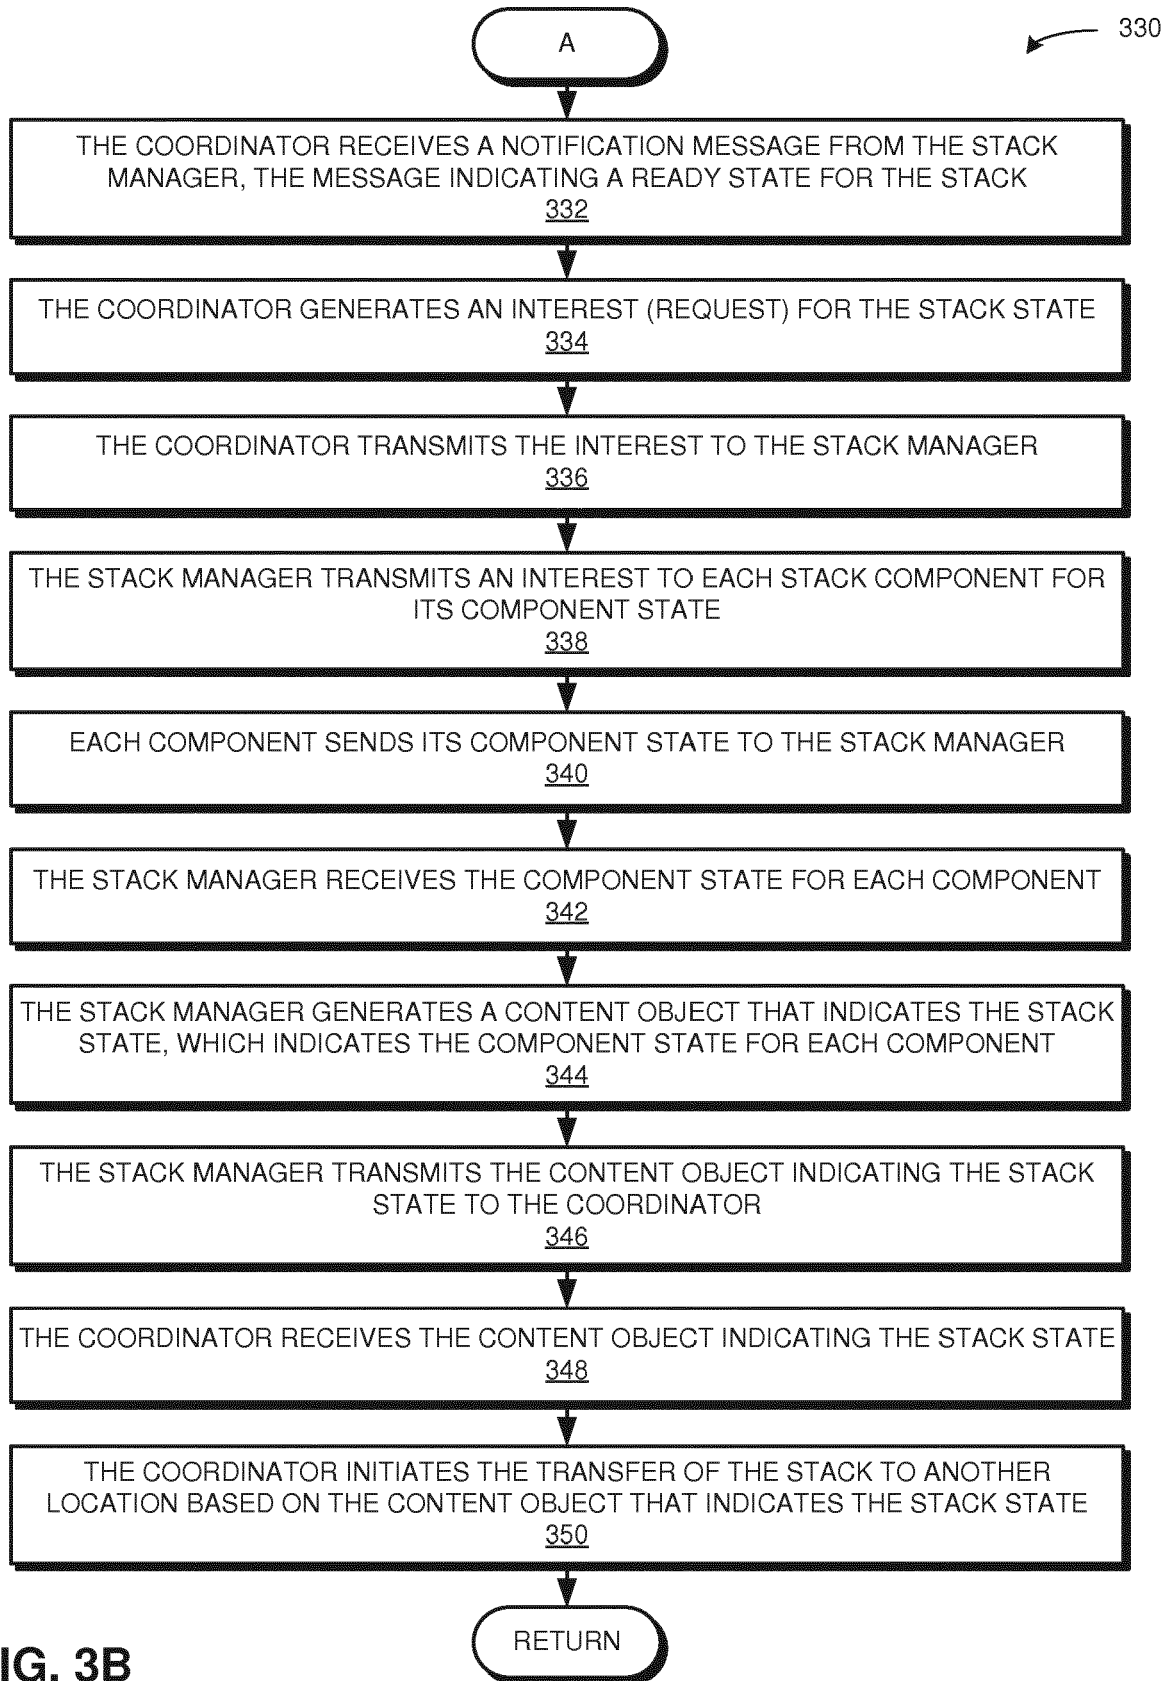 A
330
THE COORDINATOR RECEIVES A NOTIFICATION MESSAGE FROM THE STACK
MANAGER, THE MESSAGE INDICATING A READY STATE FOR THE STACK
332
THE COORDINATOR GENERATES AN INTEREST (REQUEST) FOR THE STACK STATE
334
THE COORDINATOR TRANSMITS THE INTEREST TO THE STACK MANAGER
336
THE STACK MANAGER TRANSMITS AN INTEREST TO EACH STACK COMPONENT FOR
ITS COMPONENT STATE
338
EACH COMPONENT SENDS ITS COMPONENT STATE TO THE STACK MANAGER
340
THE STACK MANAGER RECEIVES THE COMPONENT STATE FOR EACH COMPONENT
342
THE STACK MANAGER GENERATES A CONTENT OBJECT THAT INDICATES THE STACK
STATE, WHICH INDICATES THE COMPONENT STATE FOR EACH COMPONENT
344
THE STACK MANAGER TRANSMITS THE CONTENT OBJECT INDICATING THE STACK
STATE TO THE COORDINATOR
346
THE COORDINATOR RECEIVES THE CONTENT OBJECT INDICATING THE STACK STATE
348
THE COORDINATOR INITIATES THE TRANSFER OF THE STACK TO ANOTHER
LOCATION BASED ON THE CONTENT OBJECT THAT INDICATES THE STACK STATE
350
RETURN
IG. 3B